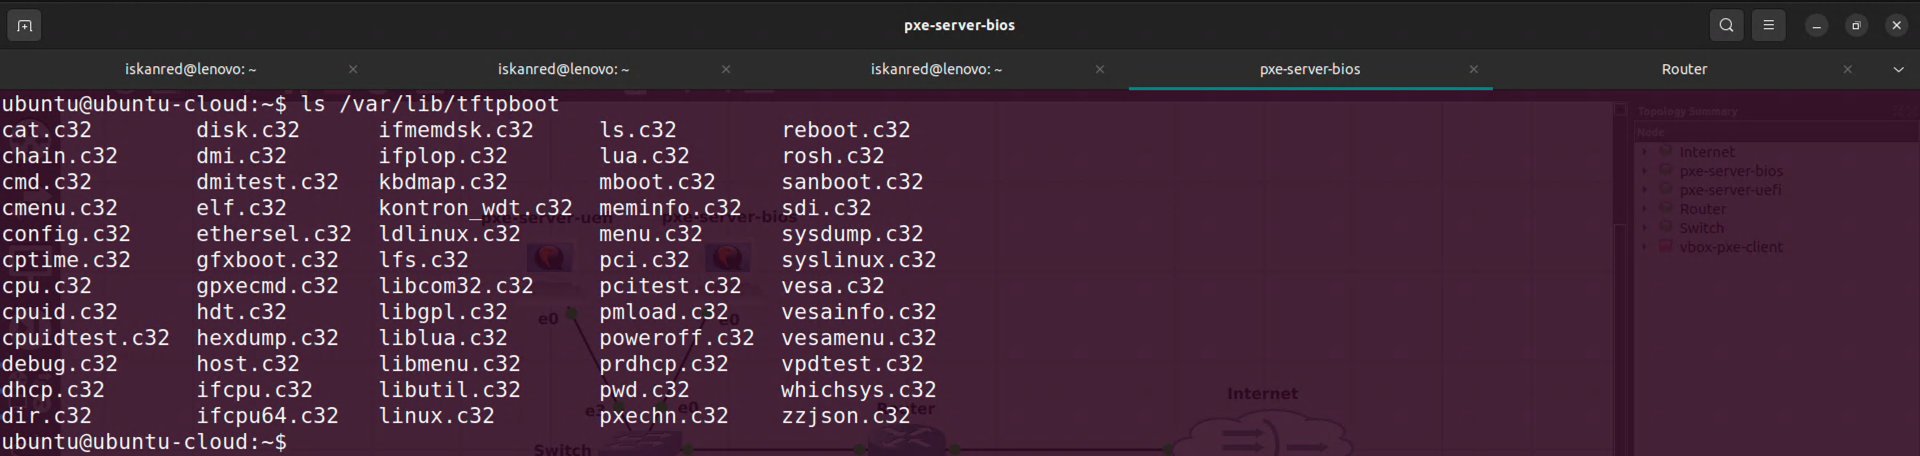 pxe-server-bios
iskanred@lenovo: ~ iskanred@lenovo: ~ iskanred@lenovo: ~ pxe-server-bios Router
ubuntu@ubuntu-cloud:~$ ls /var/lib/tftpboot
cat.c32 disk.c32 ifmemdsk.c32 ls.c32 reboot.c32
chain.c32 dmi.c32 ifplop.c32 lua.c32 rosh.c32
cmd.c32 dmitest.c32 kbdmap.c32 mboot.c32 sanboot.c32
cmenu.c32 elf.c32 kontron_wdt.c32 meminfo.c32 sdi.c32
config.c32 ethersel.c32 ldlinux.c32 menu.c32 sysdump.c32
cptime.c32 gfxboot.c32 lfs.c32 pci.c32 syslinux.c32
cpu.c32 gpxecmd.c32 libcom32.c32 pcitest.c32 vesa.c32
cpuid.c32 hdt.c32 libgpl.c32 pmload.c32 vesainfo.c32
cpuidtest.c32 hexdump.c32 liblua.c32 poweroff.c32 vesamenu.c32
debug.c32 host.c32 libmenu.c32 prdhcp.c32 vpdtest.c32
dhcp.c32 ifcpu.c32 libutil.c32 pwd.c32 whichsys.c32
dir.c32 ifcpu64.c32 linux.c32 pxechn.c32 zzjson.c32
ubuntu@ubuntu-cloud:~$
Topology Summary
Node
Internet
pxe-server-bios
pxe-server-uefi
Router
Switch
vbox-pxe-client
pxe-server-uefi pxe-server-bios
e0 e0
e0
Router
Internet
Switch